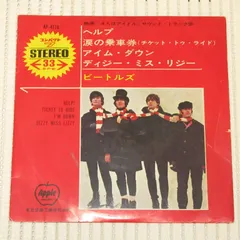 STEREO
33
ヘルプ
涙の乗車券(チケット・トゥ・ライド)
アイム・ダウン
ディジー・ミス・リジー
ビートルズ
HELP!
TICKET TO RIDE
I'M DOWN
DIZZY MISS LIZZY
Apple